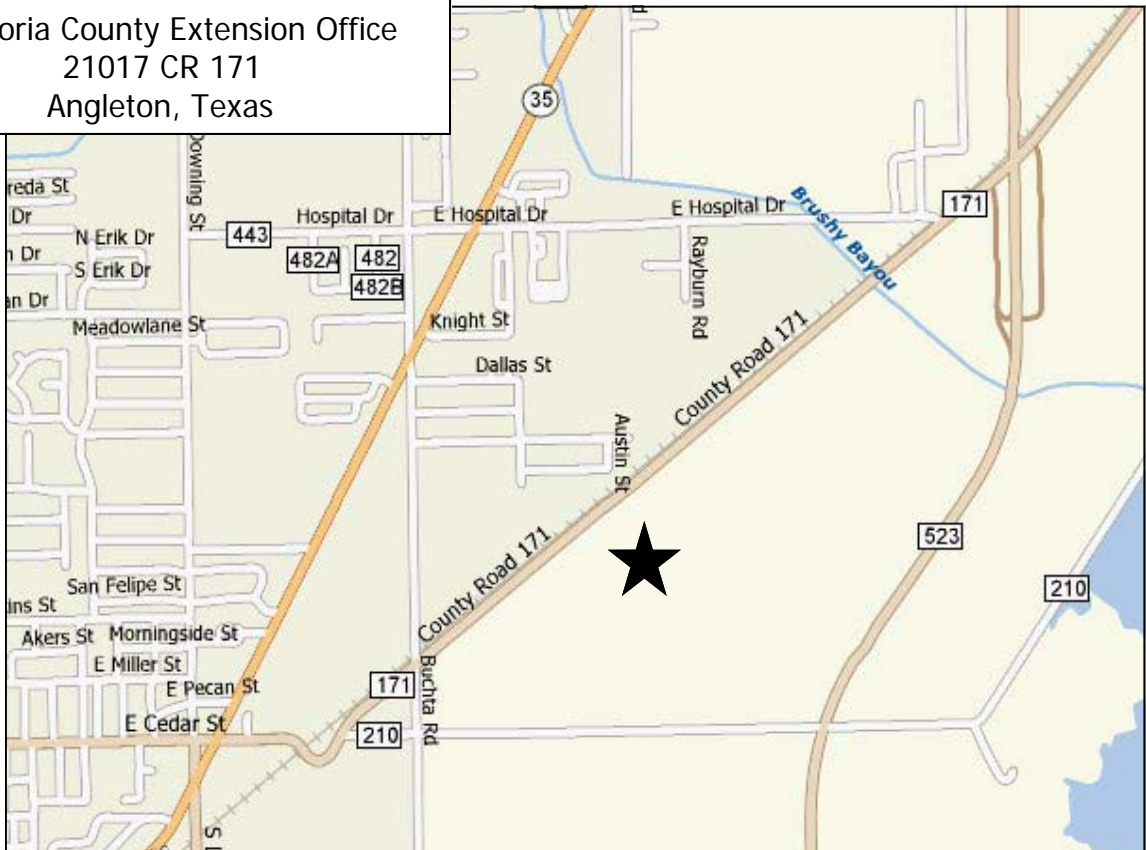 oria County Extension Office
21017 CR 171
Angleton, Texas
35
Downing St
reda St
Dr
Hospital Dr
E Hospital Dr
E Hospital Dr
171
Brushy Bayou
N Erik Dr
443
482A
482
482B
n Dr
S Erik Dr
an Dr
Rayburn Rd
Meadowlane St
Knight St
County Road 171
Dallas St
Austin St
523
County Road 171
210
San Felipe St
ins St
Akers St
Morningside St
E Miller St
E Pecan St
171
Buchta Rd
E Cedar St
210
S